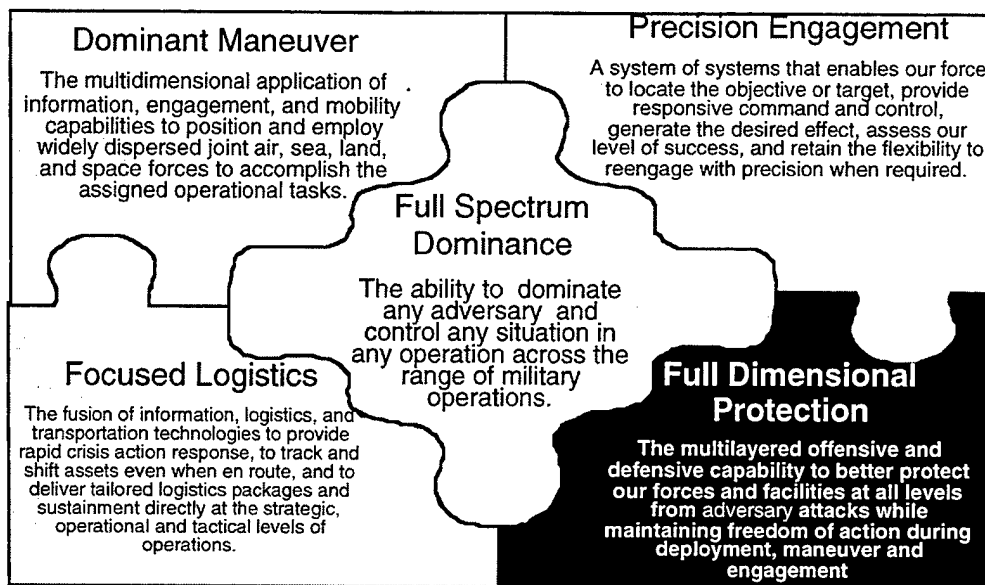 Dominant Maneuver
The multidimensional application of
information, engagement, and mobility
capabilities to position and employ
widely dispersed joint air, sea, land,
and space forces to accomplish the
assigned operational tasks.
Precision Engagement
A system of systems that enables our force
to locate the objective or target, provide
responsive command and control,
generate the desired effect, assess our
level of success, and retain the flexibility to
reengage with precision when required.
Full Spectrum
Dominance
The ability to dominate
any adversary and
control any situation in
any operation across the
range of military
operations.
Focused Logistics
The fusion of information, logistics, and
transportation technologies to provide
rapid crisis action response, to track and
shift assets even when en route, and to
deliver tailored logistics packages and
sustainment directly at the strategic,
operational and tactical levels of
operations.
Full Dimensional
Protection
The multilayered offensive and
defensive capability to better protect
our forces and facilities at all levels
from adversary attacks while
maintaining freedom of action during
deployment, maneuver and
engagement